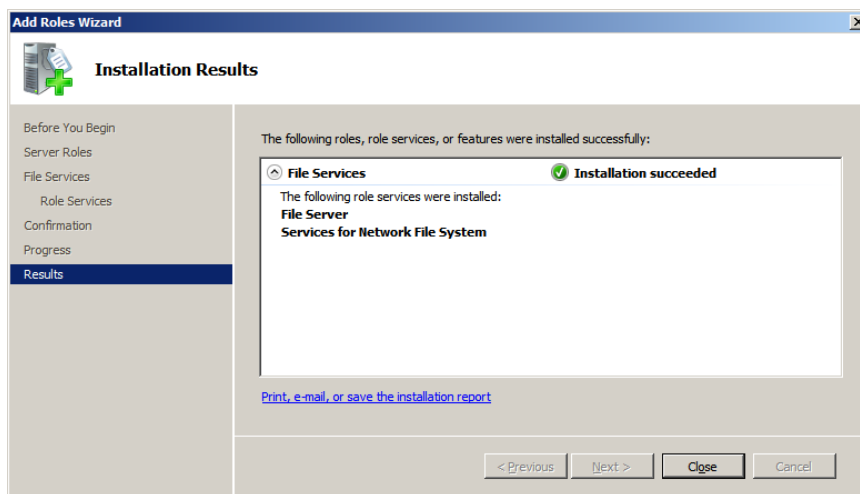 Add Roles Wizard
Installation Results
Before You Begin
Server Roles
File Services
Role Services
Confirmation
Progress
Results
The following roles, role services, or features were installed successfully:
File Services
Installation succeeded
The following role services were installed:
File Server
Services for Network File System
Print, e-mail, or save the installation report
< Previous
Next >
Close
Cancel